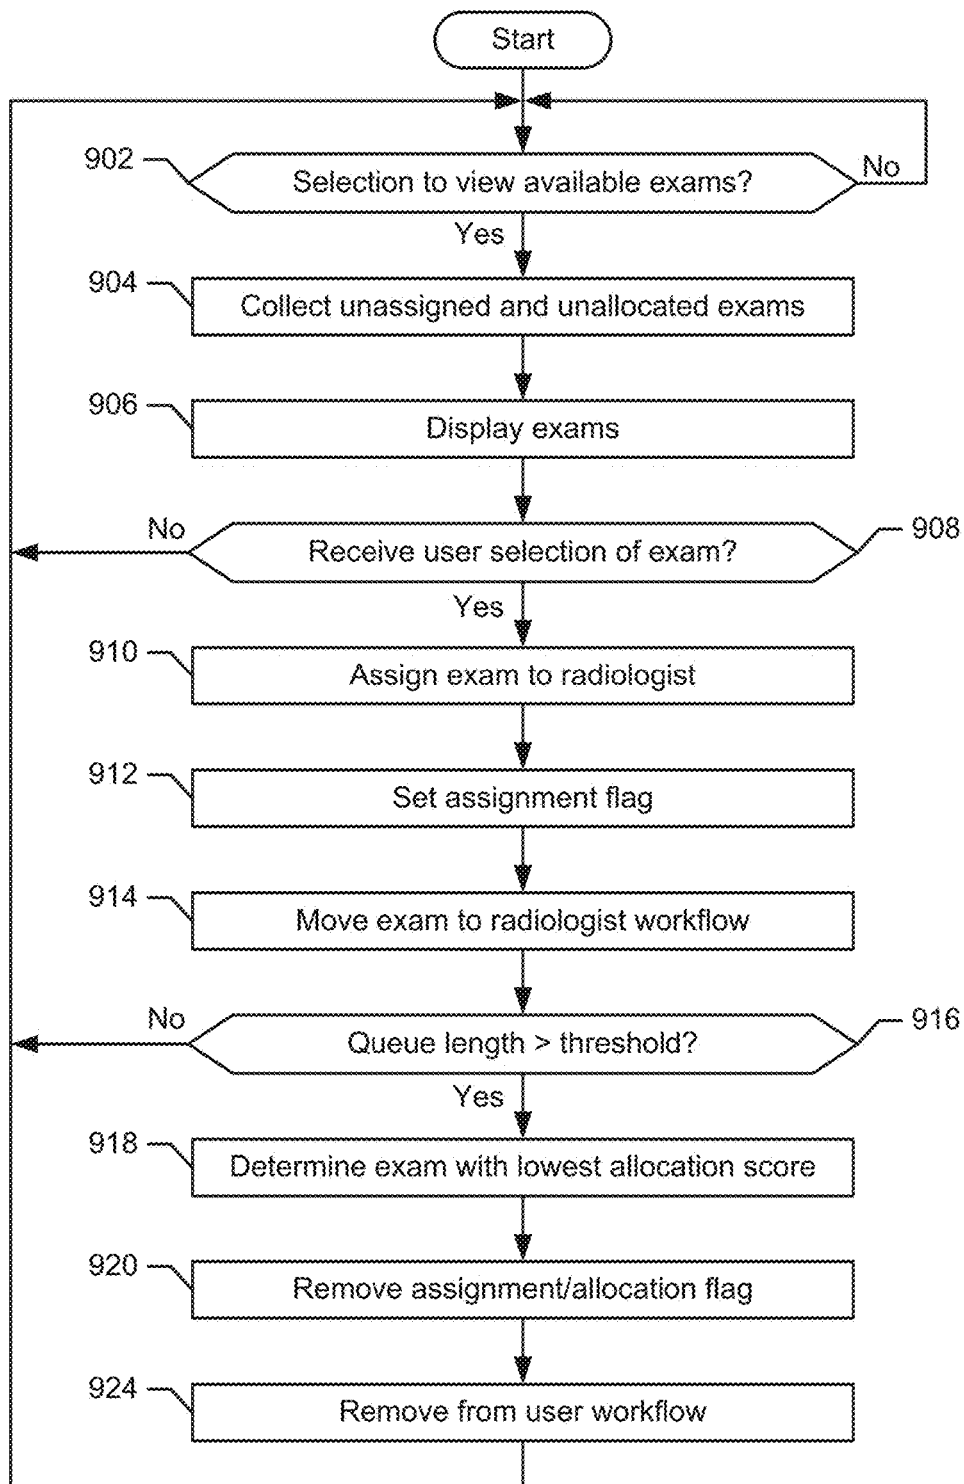 Start
902
Selection to view available exams?
No
Yes
904
Collect unassigned and unallocated exams
906
Display exams
No
Receive user selection of exam?
908
Yes
910
Assign exam to radiologist
912
Set assignment flag
914
Move exam to radiologist workflow
No
Queue length > threshold?
916
Yes
918
Determine exam with lowest allocation score
920
Remove assignment/allocation flag
924
Remove from user workflow